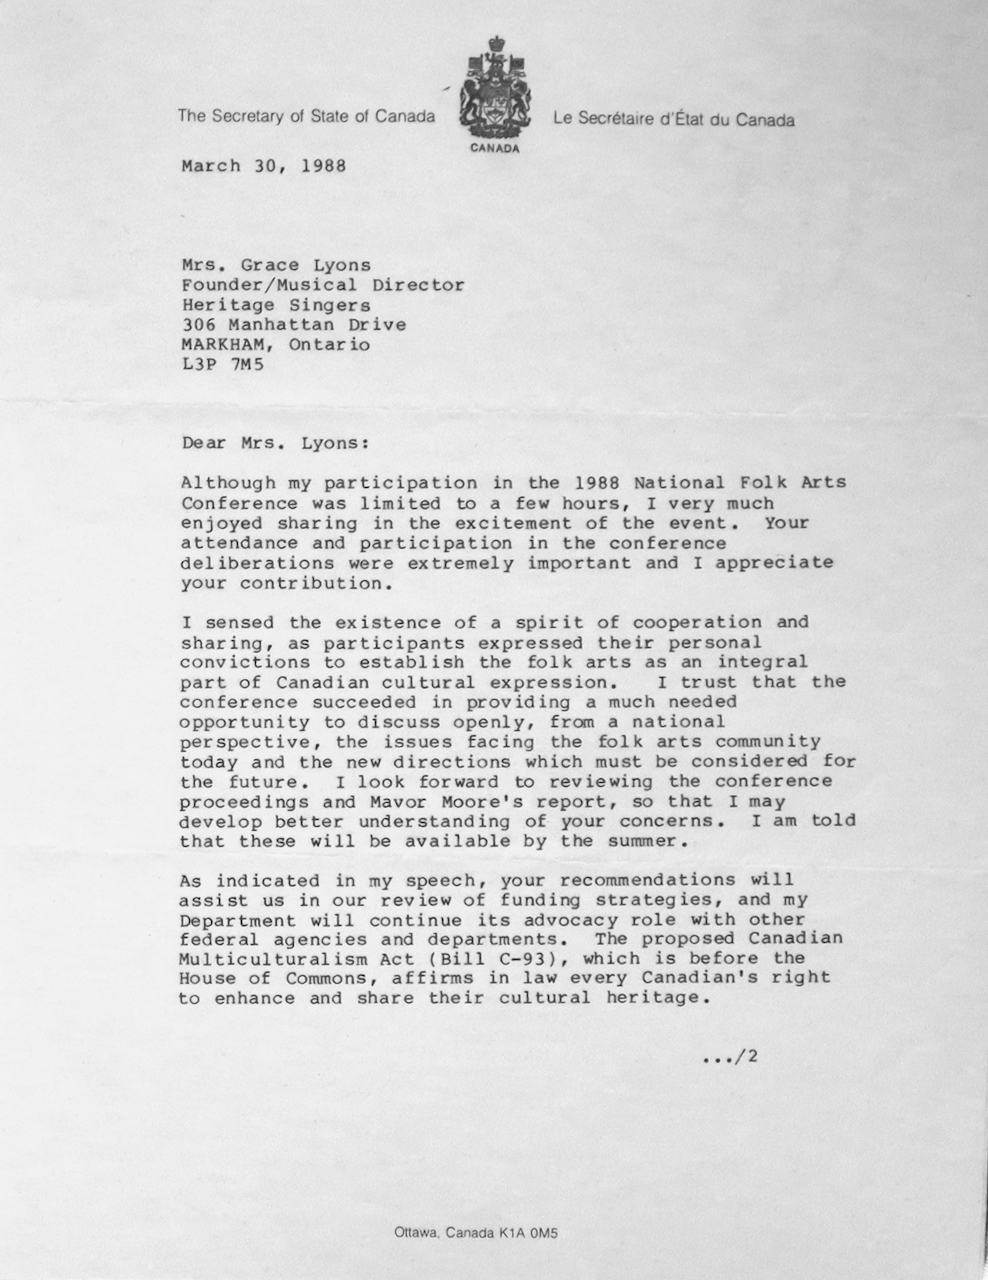 The Secretary of State of Canada
Le Secrétaire d'État du Canada
CANADA
March 30, 1988
Mrs. Grace Lyons
Founder/Musical Director
Heritage Singers
306 Manhattan Drive
MARKHAM, Ontario
L3P 7M5
Dear Mrs. Lyons:
Although my participation in the 1988 National Folk Arts
Conference was limited to a few hours, I very much
enjoyed sharing in the excitement of the event. Your
attendance and participation in the conference
deliberations were extremely important and I appreciate
your contribution.
I sensed the existence of a spirit of cooperation and
sharing, as participants expressed their personal
convictions to establish the folk arts as an integral
part of Canadian cultural expression. I trust that the
conference succeeded in providing a much needed
opportunity to discuss openly, from a national
perspective, the issues facing the folk arts community
today and the new directions which must be considered for
the future. I look forward to reviewing the conference
proceedings and Mavor Moore's report, so that I may
develop better understanding of your concerns. I am told
that these will be available by the summer.
As indicated in my speech, your recommendations will
assist us in our review of funding strategies, and my
Department will continue its advocacy role with other
federal agencies and departments. The proposed Canadian
Multiculturalism Act (Bill C-93), which is before the
House of Commons, affirms in law every Canadian's right
to enhance and share their cultural heritage.
.../2
Ottawa, Canada K1A 0M5